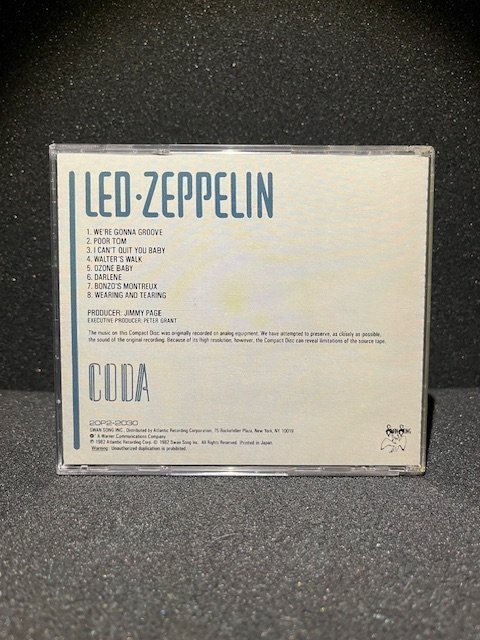 LED·ZEPPELIN
1. WE'RE GONNA GROOVE
2. POOR TOM
3. I CAN'T QUIT YOU BABY
4. WALTER'S WALK
5. OZONE BABY
6. DARLENE
7. BONZO'S MONTREUX
8. WEARING AND TEARING
PRODUCER: JIMMY PAGE
EXECUTIVE PRODUCER: PETER GRANT
The music on this Compact Disc was originally recorded on analog equipment. We have attempted to preserve, as closely as possible,
the sound of the original recording. Because of its high resolution, however, the Compact Disc can reveal limitations of the source tape.
CODA
20P2-2030
SWAN SONG INC., Distributed by Atlantic Recording Corporation, 75 Rockefeller Plaza, New York, NY. 10019
A Warner Communications Company
℗ 1982 Atlantic Recording Corp. © 1982 Swan Song Inc. All Rights Reserved. Printed in Japan.
Warning: Unauthorized duplication is prohibited.
SWAN SONG